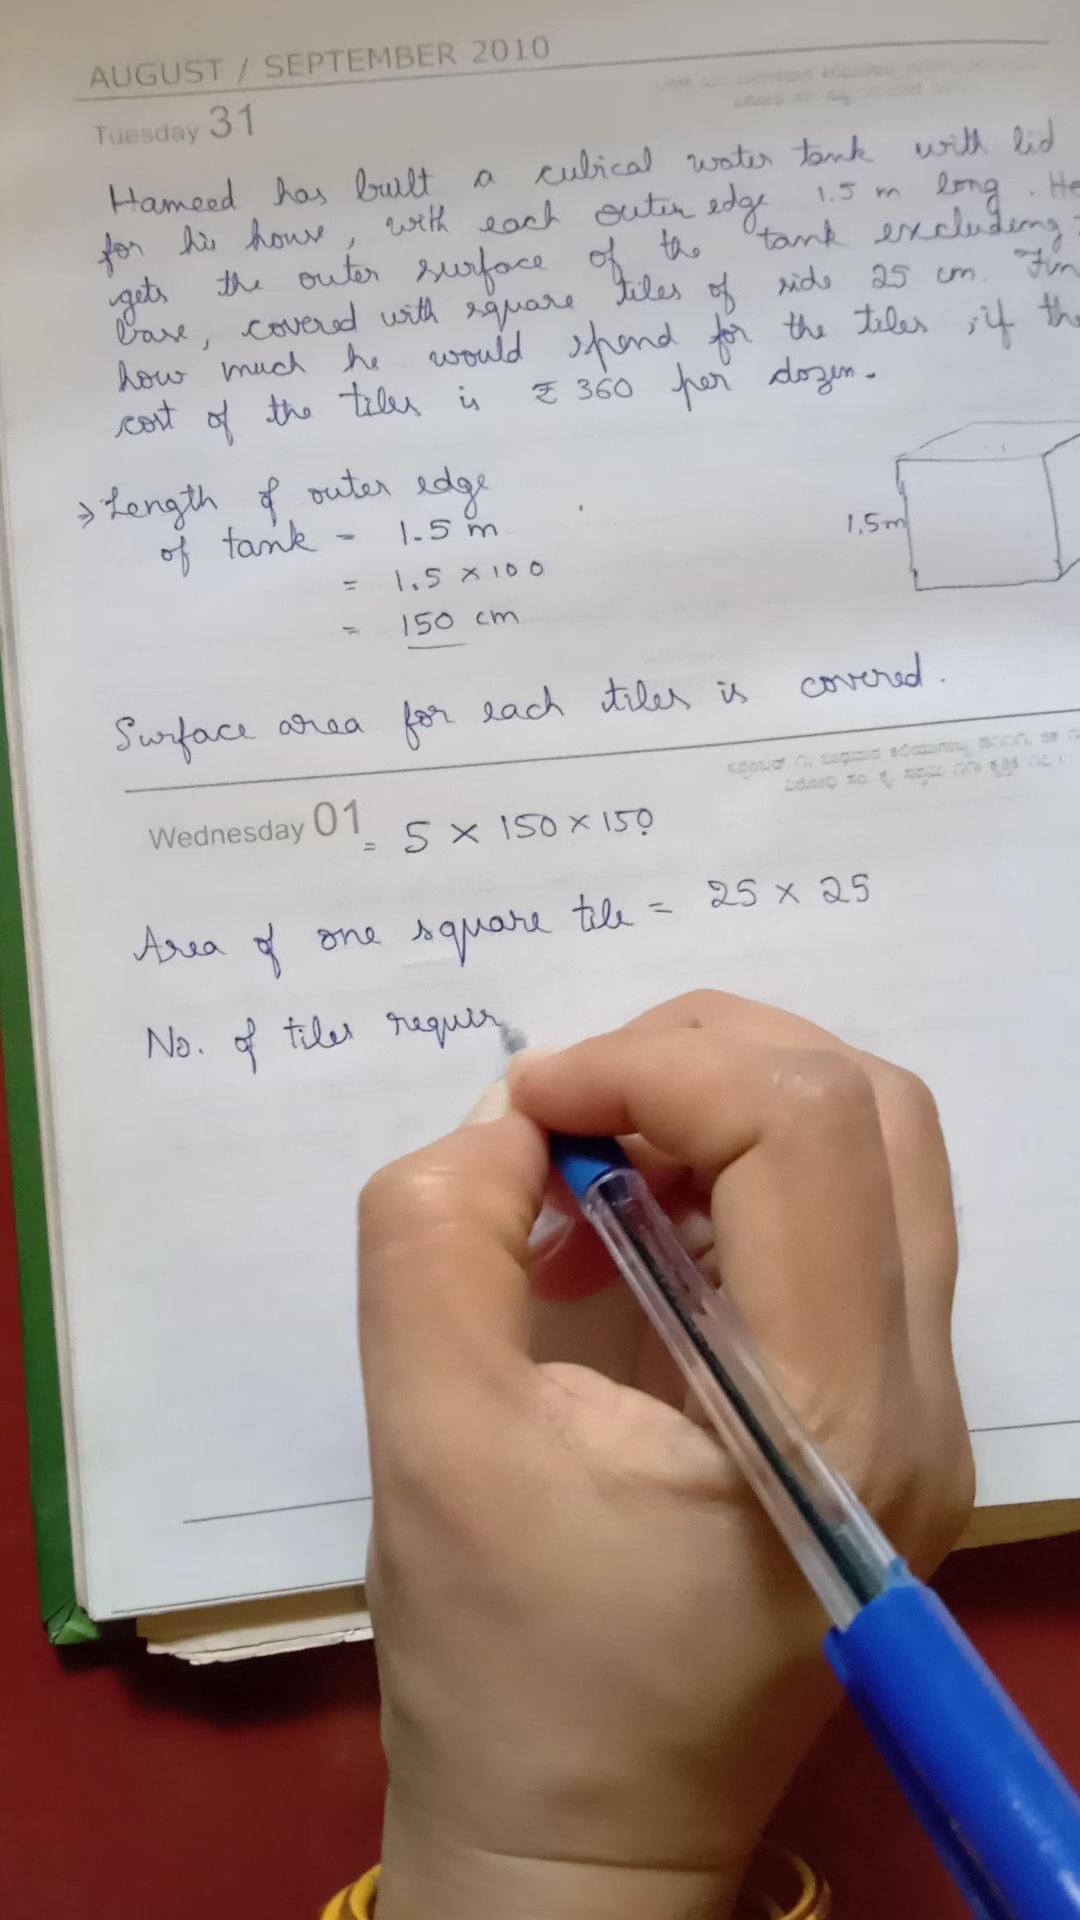 AUGUST / SEPTEMBER 2010
Tuesday 31
Hameed has built a cubical water tank with lid
for his house, with each outer edge 1.5 m long. He
gets the outer surface of the tank excluding
base, covered with square tiles of side 25 cm. Fin
how much he would spend for the tiles, if the
cost of the tiles is ₹ 360 per dozen.
→ Length of outer edge
of tank - 1.5 m
= 1.5 × 100
= 150 cm
1.5m
Surface area for each tiles is covered.
Wednesday 01
= 5 × 150 × 150
Area of one square tile = 25 × 25
No. of tiles requir